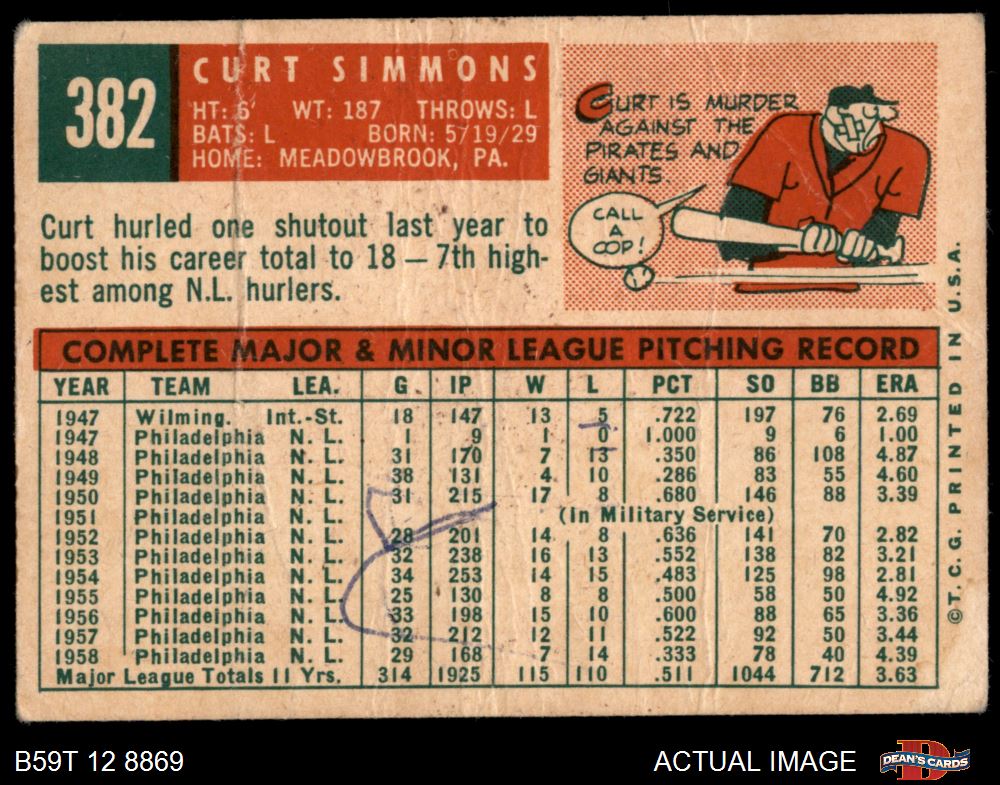 382
CURT SIMMONS
HT: 6' WT: 187 THROWS: L
BATS: L BORN: 5/19/29
HOME: MEADOWBROOK, PA.
CURT IS MURDER
AGAINST THE
PIRATES AND
GIANTS.
CALL
A
COP!
Curt hurled one shutout last year to
boost his career total to 18 — 7th high-
est among N.L. hurlers.
COMPLETE MAJOR & MINOR LEAGUE PITCHING RECORD
YEAR TEAM LEA. G IP W L PCT SO BB ERA
1947 Wilming. Int.-St. 18 147 13 5 .722 197 76 2.69
1947 Philadelphia N. L. 1 9 1 0 1.000 9 6 1.00
1948 Philadelphia N. L. 31 170 7 13 .350 86 108 4.87
1949 Philadelphia N. L. 38 131 4 10 .286 83 55 4.60
1950 Philadelphia N. L. 31 215 17 8 .680 146 88 3.39
1951 Philadelphia N. L. (In Military Service)
1952 Philadelphia N. L. 28 201 14 8 .636 141 70 2.82
1953 Philadelphia N. L. 32 238 16 13 .552 138 82 3.21
1954 Philadelphia N. L. 34 253 14 15 .483 125 98 2.81
1955 Philadelphia N. L. 25 130 8 8 .500 58 50 4.92
1956 Philadelphia N. L. 33 198 15 10 .600 88 65 3.36
1957 Philadelphia N. L. 32 212 12 11 .522 92 50 3.44
1958 Philadelphia N. L. 29 168 7 14 .333 78 40 4.39
Major League Totals 11 Yrs. 314 1925 115 110 .511 1044 712 3.63
© T. C. G. PRINTED IN U.S.A.
B59T 12 8869
ACTUAL IMAGE
D
DEAN'S CARDS